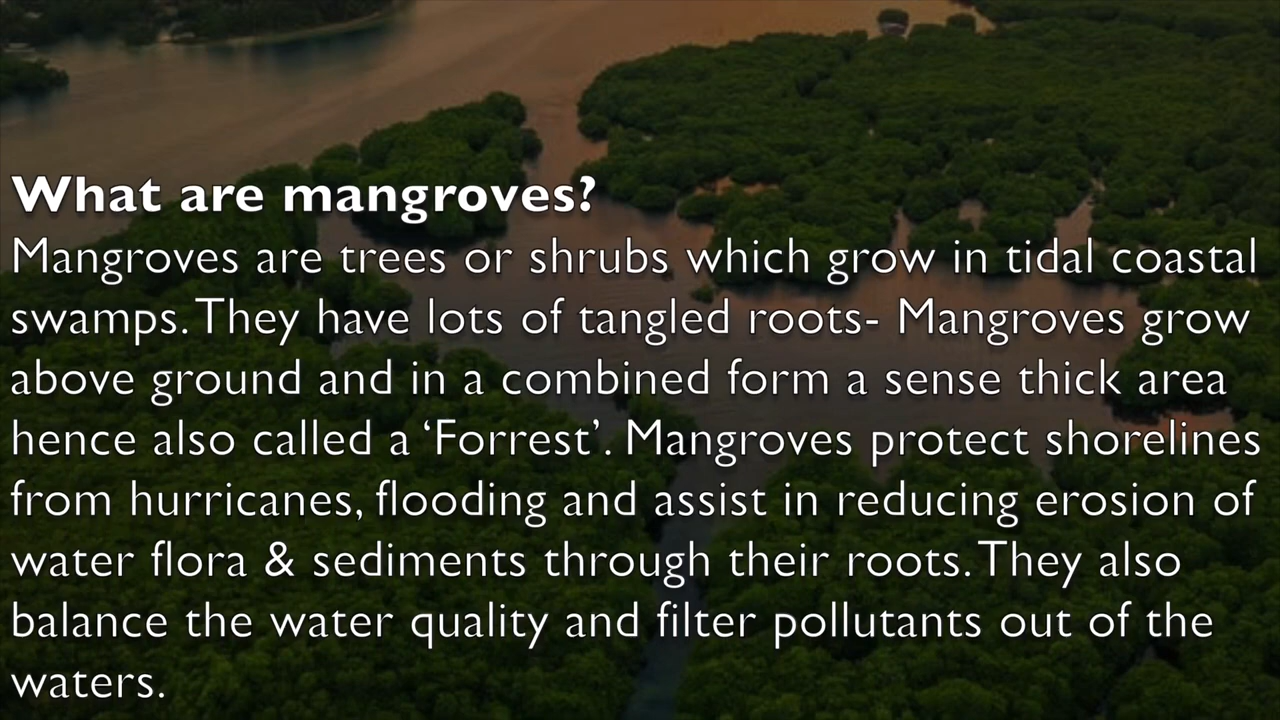 What are mangroves?
Mangroves are trees or shrubs which grow in tidal coastal
swamps. They have lots of tangled roots- Mangroves grow
above ground and in a combined form a sense thick area
hence also called a ‘Forrest’. Mangroves protect shorelines
from hurricanes, flooding and assist in reducing erosion of
water flora & sediments through their roots. They also
balance the water quality and filter pollutants out of the
waters.